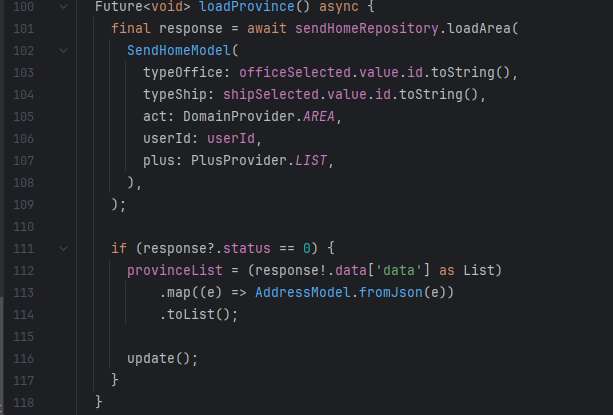 100 Future<void> loadProvince() async {
101 final response = await sendHomeRepository.loadArea(
102 SendHomeModel(
103 typeOffice: officeSelected.value.id.toString(),
104 typeShip: shipSelected.value.id.toString(),
105 act: DomainProvider.AREA,
106 userId: userId,
107 plus: PlusProvider.LIST,
108 ),
109 );
110
111 if (response?.status == 0) {
112 provinceList = (response!.data['data'] as List)
113 .map((e) => AddressModel.fromJson(e))
114 .toList();
115
116 update();
117 }
118 }